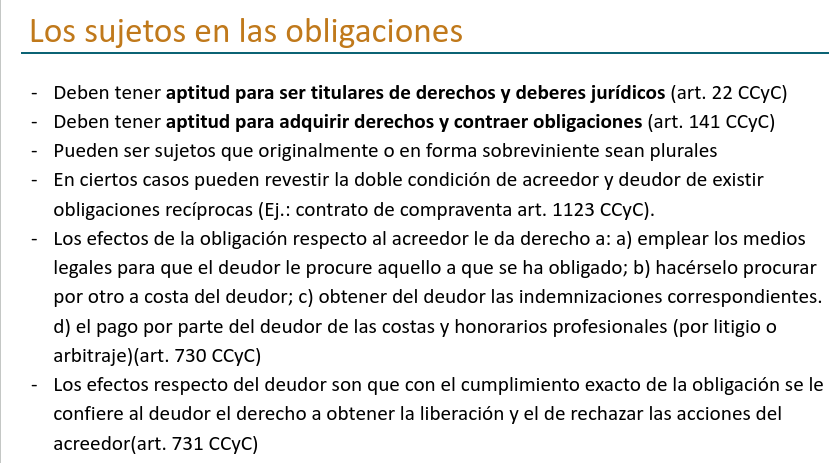 Los sujetos en las obligaciones
- Deben tener aptitud para ser titulares de derechos y deberes jurídicos (art. 22 CCyC)
- Deben tener aptitud para adquirir derechos y contraer obligaciones (art. 141 CCyC)
- Pueden ser sujetos que originalmente o en forma sobreviniente sean plurales
- En ciertos casos pueden revestir la doble condición de acreedor y deudor de existir
obligaciones recíprocas (Ej.: contrato de compraventa art. 1123 CCyC).
- Los efectos de la obligación respecto al acreedor le da derecho a: a) emplear los medios
legales para que el deudor le procure aquello a que se ha obligado; b) hacérselo procurar
por otro a costa del deudor; c) obtener del deudor las indemnizaciones correspondientes.
d) el pago por parte del deudor de las costas y honorarios profesionales (por litigio o
arbitraje)(art. 730 CCyC)
- Los efectos respecto del deudor son que con el cumplimiento exacto de la obligación se le
confiere al deudor el derecho a obtener la liberación y el de rechazar las acciones del
acreedor(art. 731 CCyC)